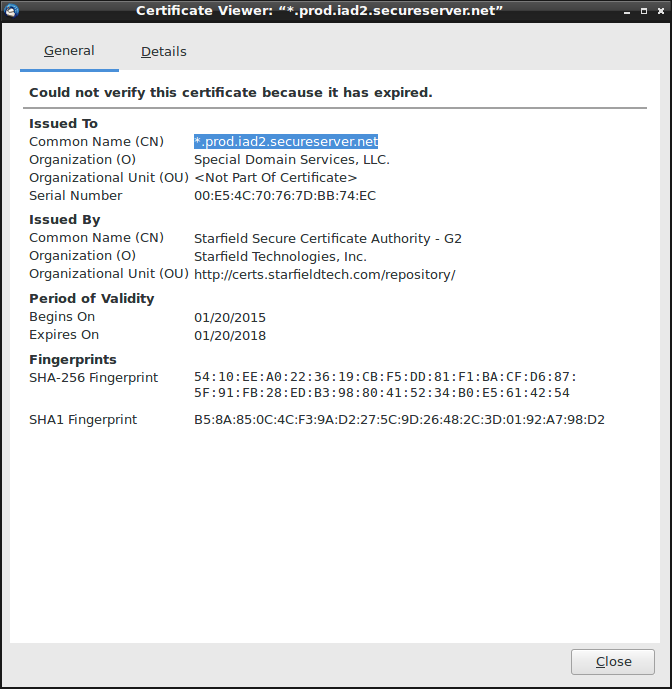 Certificate Viewer: “*.prod.iad2.secureserver.net”
General Details
Could not verify this certificate because it has expired.
Issued To
Common Name (CN) *.prod.iad2.secureserver.net
Organization (O) Special Domain Services, LLC.
Organizational Unit (OU) <Not Part Of Certificate>
Serial Number 00:E5:4C:70:76:7D:BB:74:EC
Issued By
Common Name (CN) Starfield Secure Certificate Authority - G2
Organization (O) Starfield Technologies, Inc.
Organizational Unit (OU) http://certs.starfieldtech.com/repository/
Period of Validity
Begins On 01/20/2015
Expires On 01/20/2018
Fingerprints
SHA-256 Fingerprint 54:10:EE:A0:22:36:19:CB:F5:DD:81:F1:BA:CF:D6:87:
5F:91:FB:28:ED:B3:98:80:41:52:34:B0:E5:61:42:54
SHA1 Fingerprint B5:8A:85:0C:4C:F3:9A:D2:27:5C:9D:26:48:2C:3D:01:92:A7:98:D2
Close